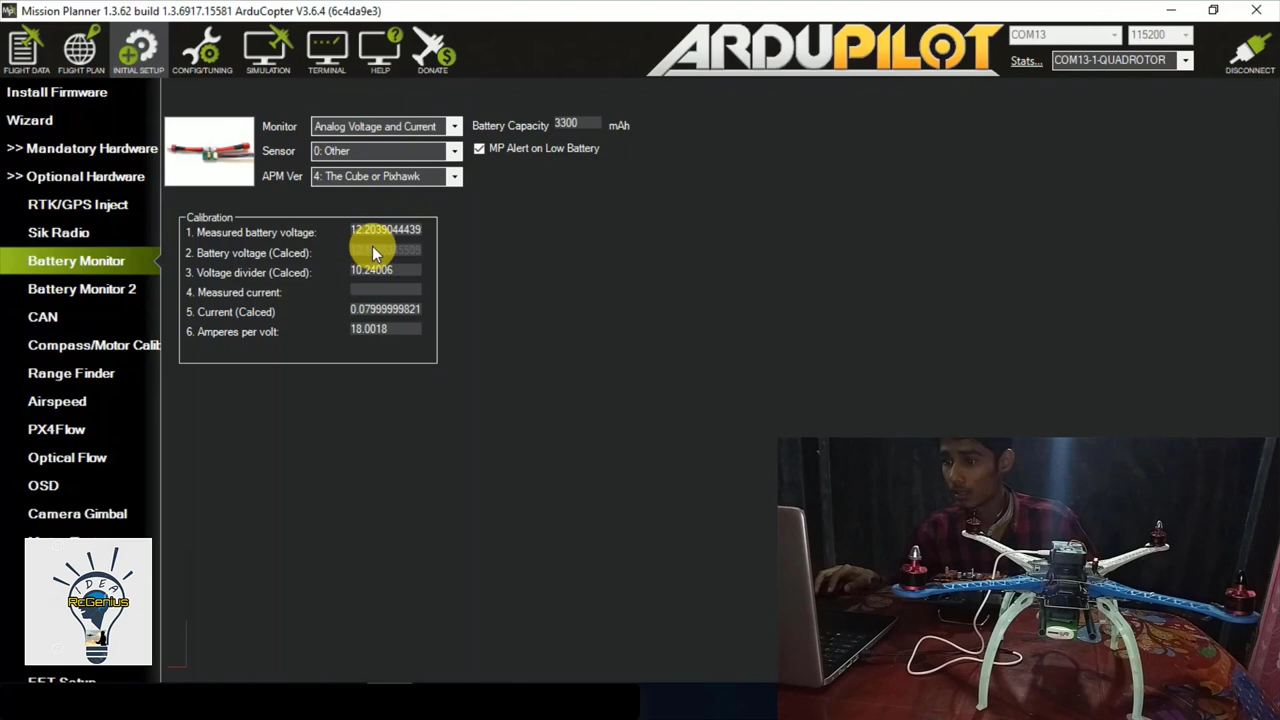 Mission Planner 1.3.62 build 1.3.6917.15581 ArduCopter V3.6.4 (6c4da9e3)
FLIGHT DATA
FLIGHT PLAN
INITIAL SETUP
CONFIG/TUNING
SIMULATION
TERMINAL
HELP
DONATE
ARDUPILOT
COM13
115200
Stats...
COM13-1-QUADROTOR
DISCONNECT
Install Firmware
Wizard
>> Mandatory Hardware
>> Optional Hardware
RTK/GPS Inject
Sik Radio
Battery Monitor
Battery Monitor 2
CAN
Compass/Motor Calib
Range Finder
Airspeed
PX4Flow
Optical Flow
OSD
Camera Gimbal
Monitor Analog Voltage and Current
Battery Capacity 3300 mAh
Sensor 0: Other
MP Alert on Low Battery
APM Ver 4: The Cube or Pixhawk
Calibration
1. Measured battery voltage: 12.2039044439
2. Battery voltage (Calced):
3. Voltage divider (Calced): 10.24006
4. Measured current:
5. Current (Calced) 0.07999999821
6. Amperes per volt: 18.0018
IDEA
RcGenius